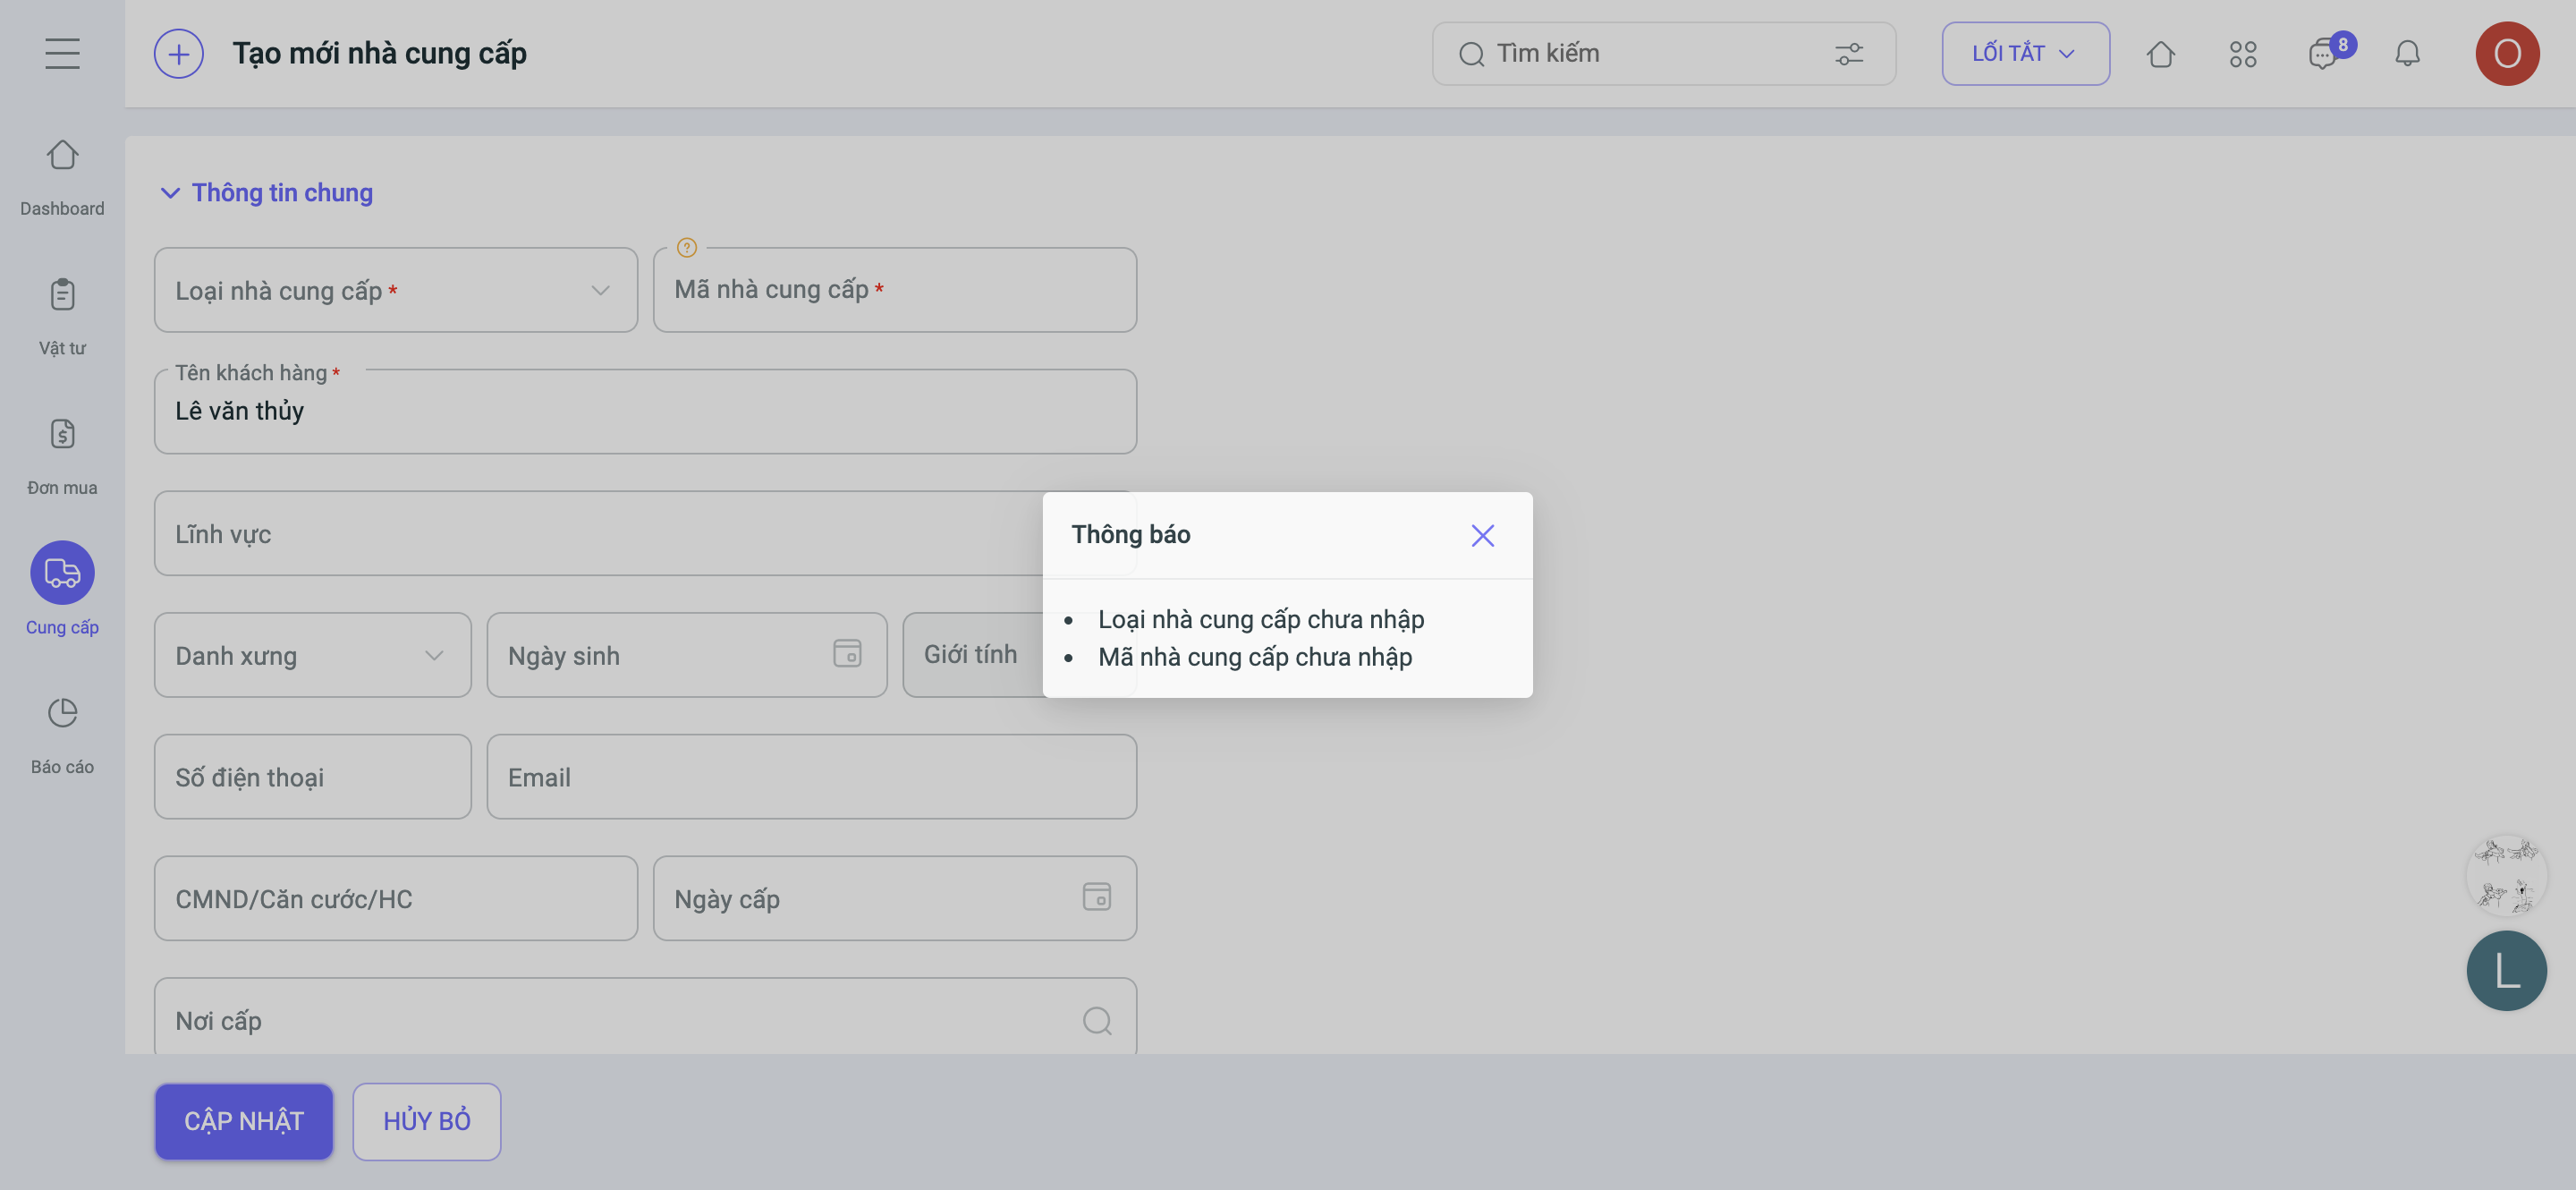 Tạo mới nhà cung cấp
Tìm kiếm
LỐI TẮT
8
O
Dashboard
Vật tư
Đơn mua
Cung cấp
Báo cáo
Thông tin chung
Loại nhà cung cấp *
?
Mã nhà cung cấp *
Tên khách hàng *
Lê văn thủy
Lĩnh vực
Danh xưng
Ngày sinh
Giới tính
Số điện thoại
Email
CMND/Căn cước/HC
Ngày cấp
Nơi cấp
Thông báo
• Loại nhà cung cấp chưa nhập
• Mã nhà cung cấp chưa nhập
L
CẬP NHẬT
HỦY BỎ